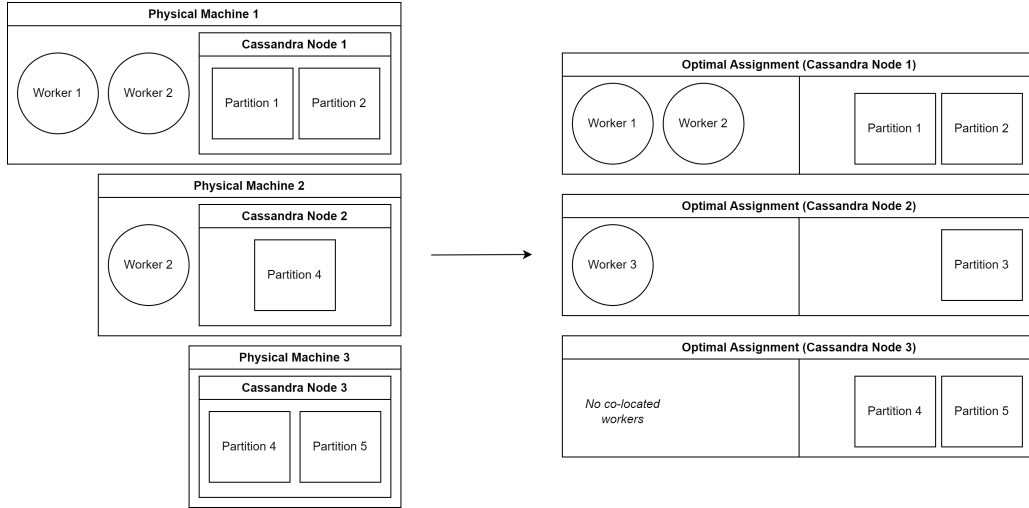 Physical Machine 1
Worker 1
Worker 2
Cassandra Node 1
Partition 1
Partition 2
Physical Machine 2
Worker 2
Cassandra Node 2
Partition 4
Physical Machine 3
Cassandra Node 3
Partition 4
Partition 5
Optimal Assignment (Cassandra Node 1)
Worker 1
Worker 2
Partition 1
Partition 2
Optimal Assignment (Cassandra Node 2)
Worker 3
Partition 3
Optimal Assignment (Cassandra Node 3)
No co-located
workers
Partition 4
Partition 5